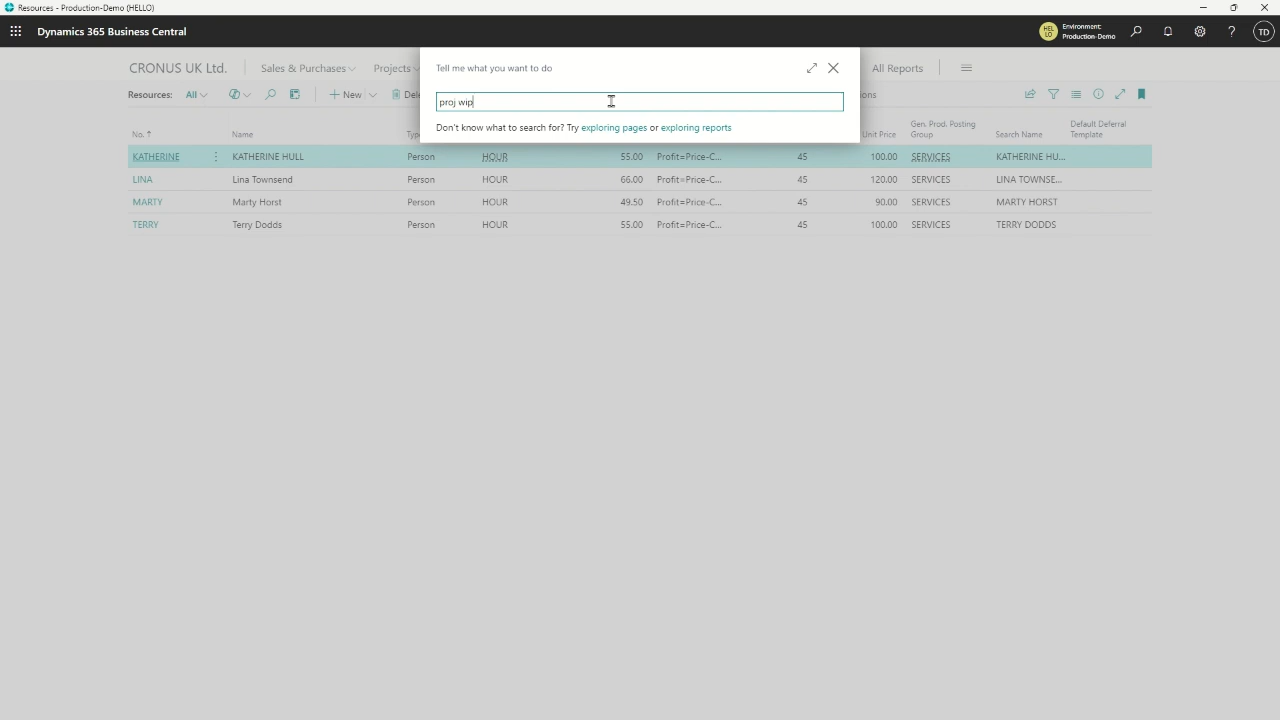 Resources - Production-Demo (HELLO)
Dynamics 365 Business Central
HEL LO
Environment:
Production-Demo
TD
CRONUS UK Ltd.
Sales & Purchases
Projects
Tell me what you want to do
All Reports
Resources:
All
New
proj wip
Don't know what to search for? Try exploring pages or exploring reports
No. ↑
Name
Unit Price
Gen. Prod. Posting
Group
Search Name
Default Deferral
Template
KATHERINE KATHERINE HULL Person HOUR 55.00 Profit=Price-C... 45 100.00 SERVICES KATHERINE HU...
LINA Lina Townsend Person HOUR 66.00 Profit=Price-C... 45 120.00 SERVICES LINA TOWNSE...
MARTY Marty Horst Person HOUR 49.50 Profit=Price-C... 45 90.00 SERVICES MARTY HORST
TERRY Terry Dodds Person HOUR 55.00 Profit=Price-C... 45 100.00 SERVICES TERRY DODDS